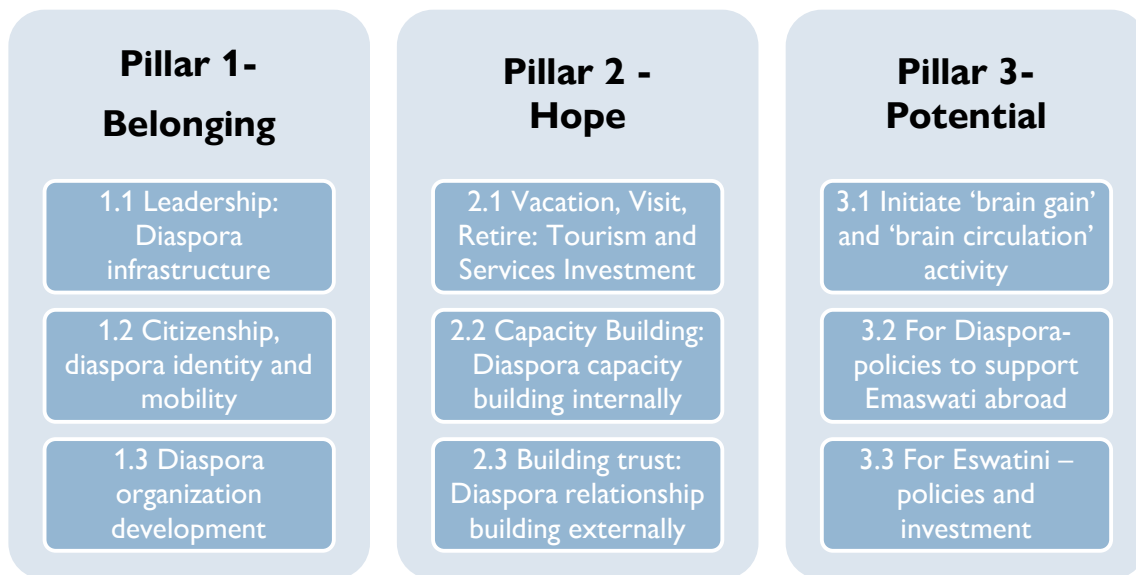 Pillar 1-
Belonging
1.1 Leadership:
Diaspora
infrastructure
1.2 Citizenship,
diaspora identity and
mobility
1.3 Diaspora
organization
development
Pillar 2 -
Hope
2.1 Vacation, Visit,
Retire: Tourism and
Services Investment
2.2 Capacity Building:
Diaspora capacity
building internally
2.3 Building trust:
Diaspora relationship
building externally
Pillar 3-
Potential
3.1 Initiate ‘brain gain’
and ‘brain circulation’
activity
3.2 For Diaspora-
policies to support
Emaswati abroad
3.3 For Eswatini –
policies and
investment